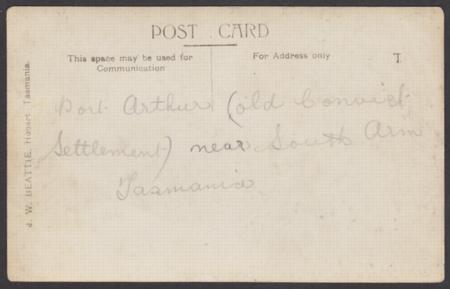 POST CARD
This space may be used for
Communication
For Address only
T.
J. W. BEATTIE, Hobart, Tasmania.
Port Arthur (old Convict
Settlement) near South Arm
Tasmania